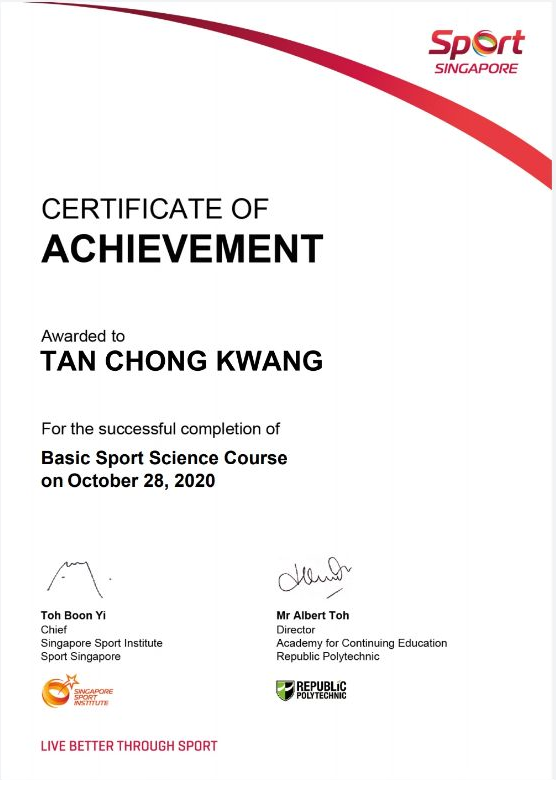 Sport
SINGAPORE
CERTIFICATE OF
ACHIEVEMENT
Awarded to
TAN CHONG KWANG
For the successful completion of
Basic Sport Science Course
on October 28, 2020
Toh Boon Yi
Chief
Singapore Sport Institute
Sport Singapore
SINGAPORE
SPORT
INSTITUTE
Mr Albert Toh
Director
Academy for Continuing Education
Republic Polytechnic
REPUBLIC
POLYTECHNIC
LIVE BETTER THROUGH SPORT